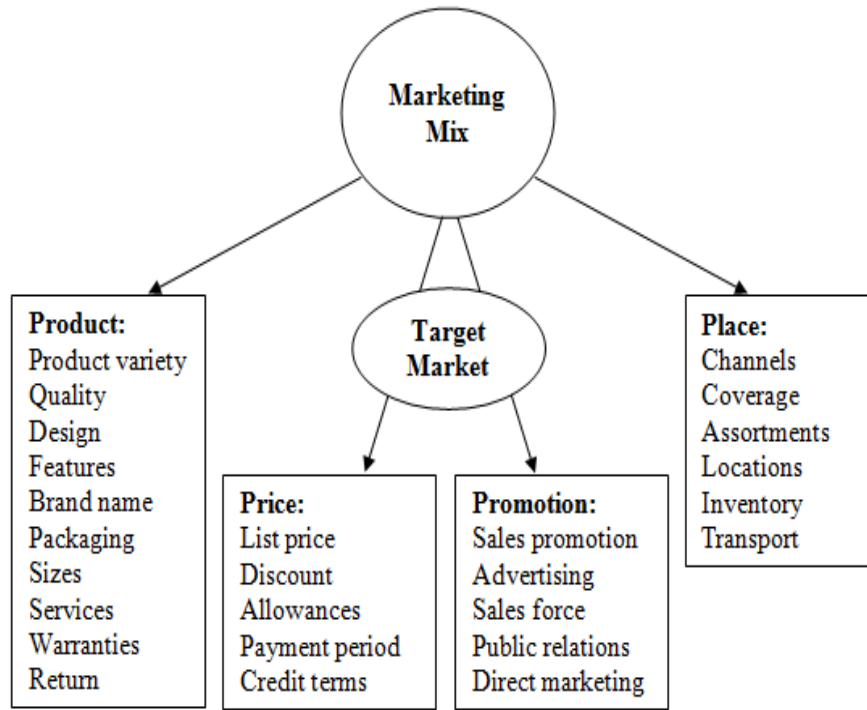 Marketing
Mix
Target
Market
Product:
Product variety
Quality
Design
Features
Brand name
Packaging
Sizes
Services
Warranties
Return
Price:
List price
Discount
Allowances
Payment period
Credit terms
Promotion:
Sales promotion
Advertising
Sales force
Public relations
Direct marketing
Place:
Channels
Coverage
Assortments
Locations
Inventory
Transport